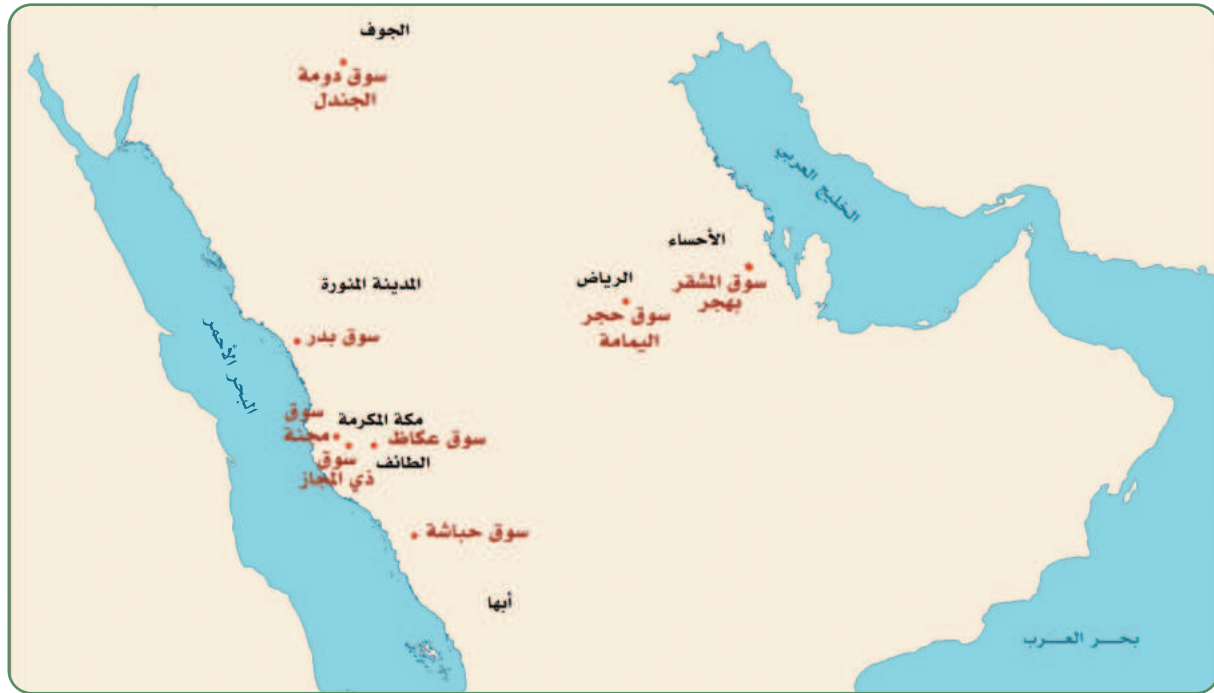 الجوف
سوق دومة
الجندل
الخليج العربي
الأحساء
سوق المشقر
بهجر
الرياض
سوق حجر
اليمامة
المدينة المنورة
سوق بدر
البحر الأحمر
مكة المكرمة
سوق
مجنة
سوق عكاظ
الطائف
سوق
ذي المجاز
سوق حباشة
أبها
بحر العرب